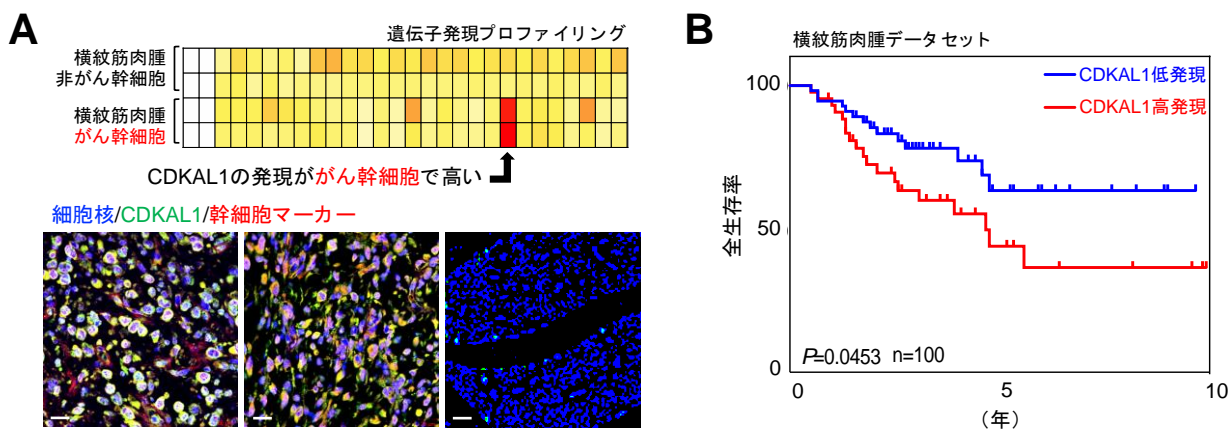 A
遺伝子発現プロファイリング
横紋筋肉腫
非がん幹細胞
横紋筋肉腫
がん幹細胞
CDKAL1の発現ががん幹細胞で高い
細胞核/CDKAL1/幹細胞マーカー
B
横紋筋肉腫データセット
CDKAL1低発現
CDKAL1高発現
100
50
0
全生存率
P=0.0453 n=100
0
5
10
（年）